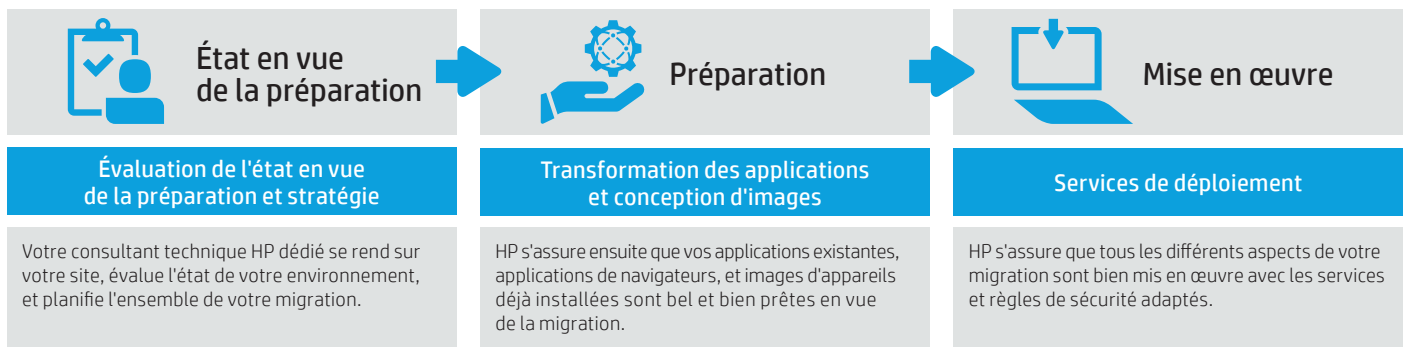 État en vue
de la préparation
Préparation
Mise en œuvre
Évaluation de l'état en vue
de la préparation et stratégie
Transformation des applications
et conception d'images
Services de déploiement
Votre consultant technique HP dédié se rend sur
votre site, évalue l'état de votre environnement,
et planifie l'ensemble de votre migration.
HP s'assure ensuite que vos applications existantes,
applications de navigateurs, et images d'appareils
déjà installées sont bel et bien prêtes en vue
de la migration.
HP s'assure que tous les différents aspects de votre
migration sont bien mis en œuvre avec les services
et règles de sécurité adaptés.